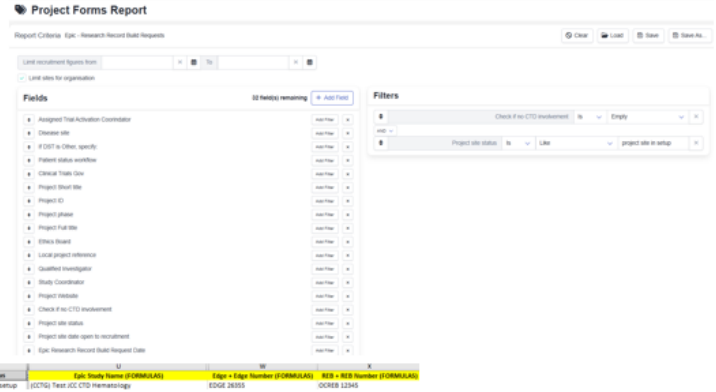 Project Forms Report
Report Criteria Epic - Research Record Build Requests
Clear Load Save Save As...
Limit recruitment figures from To
Limit sites for organisation
Fields 32 field(s) remaining + Add Field
Filters
Assigned Trial Activation Coordinator Add Filter
Disease site Add Filter
If DST is Other, specify. Add Filter
Patient status workflow Add Filter
Clinical Trials Gov Add Filter
Project Short title Add Filter
Project ID Add Filter
Project phase Add Filter
Project Full title Add Filter
Ethics Board Add Filter
Local project reference Add Filter
Qualified Investigator Add Filter
Study Coordinator Add Filter
Project Website Add Filter
Check if no CTO involvement Add Filter
Project site status Add Filter
Project site date open to recruitment Add Filter
Epic Research Record Build Request Date Add Filter
Check if no CTO involvement Is Empty
AND
Project site status Is Like project site in setup
U W X
Epic Study Name (FORMULAS) Edge + Edge Number (FORMULAS) REB + REB Number (FORMULAS)
setup (CCTG) Test JCC CTD Hematology EDGE 26355 OCREB 12345